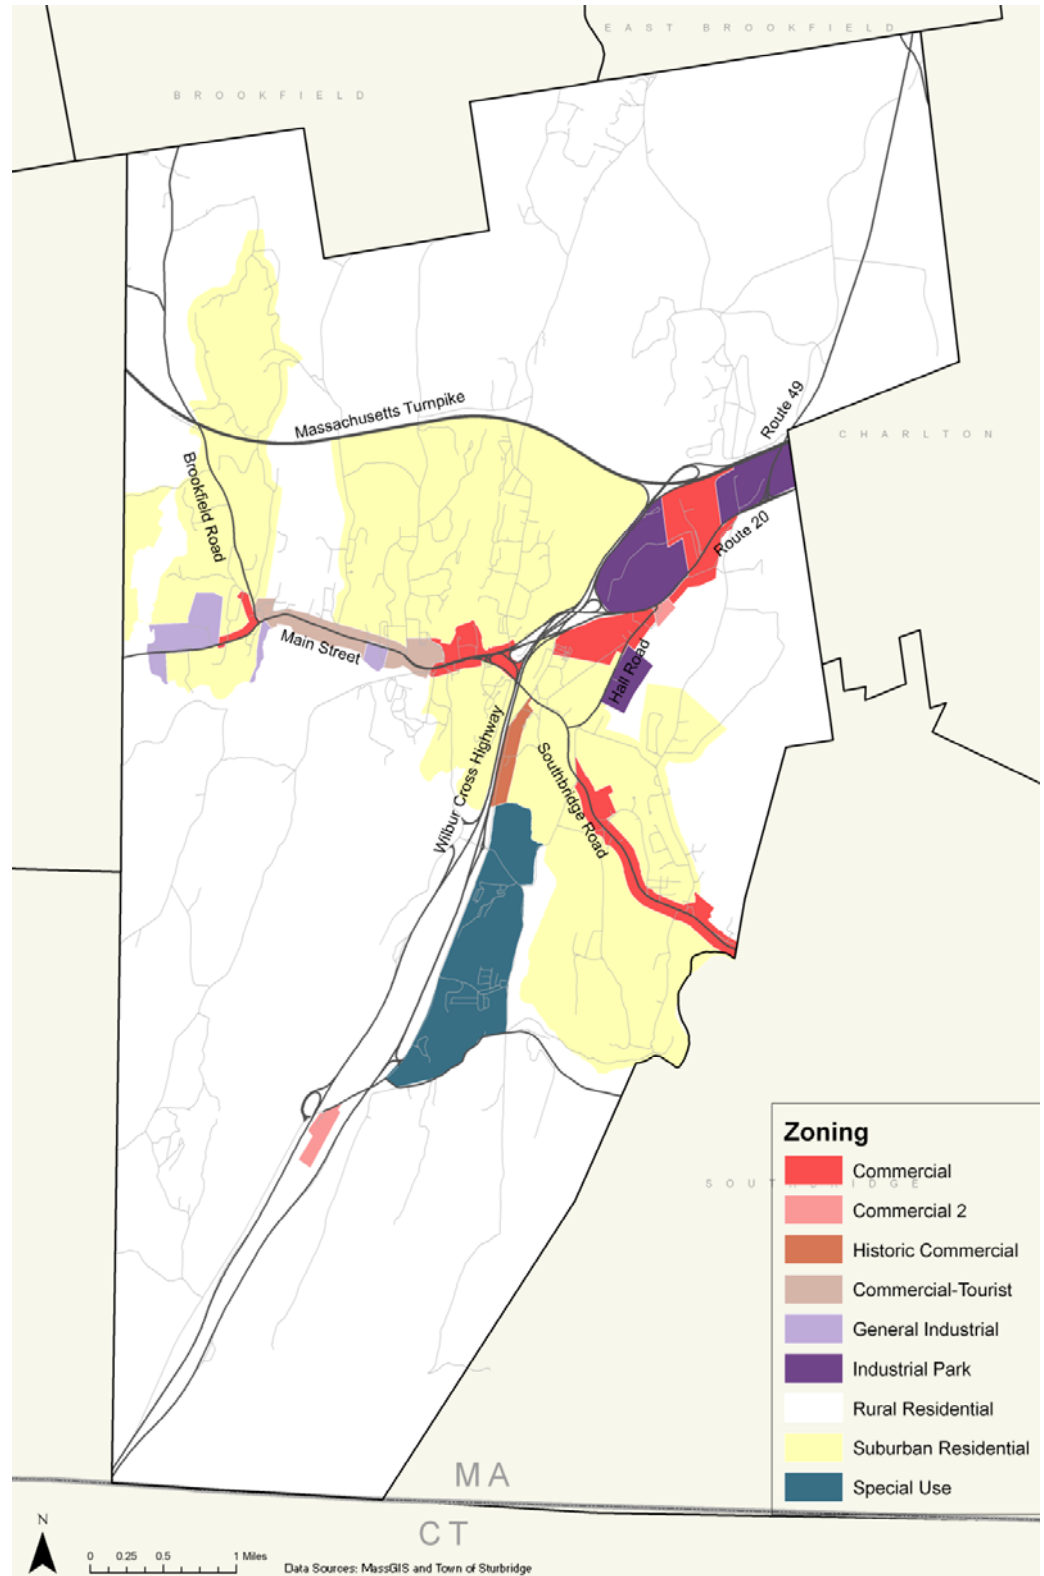 EAST BROOKFIELD
BROOKFIELD
Massachusetts Turnpike
Route 49
CHARLTON
Brookfield Road
Route 20
Main Street
Hall Road
Wilbur Cross Highway
Southbridge Road
SOUTHBRIDGE
Zoning
Commercial
Commercial 2
Historic Commercial
Commercial-Tourist
General Industrial
Industrial Park
Rural Residential
Suburban Residential
Special Use
MA
CT
N
0 0.25 0.5 1 Miles
Data Sources: MassGIS and Town of Sturbridge